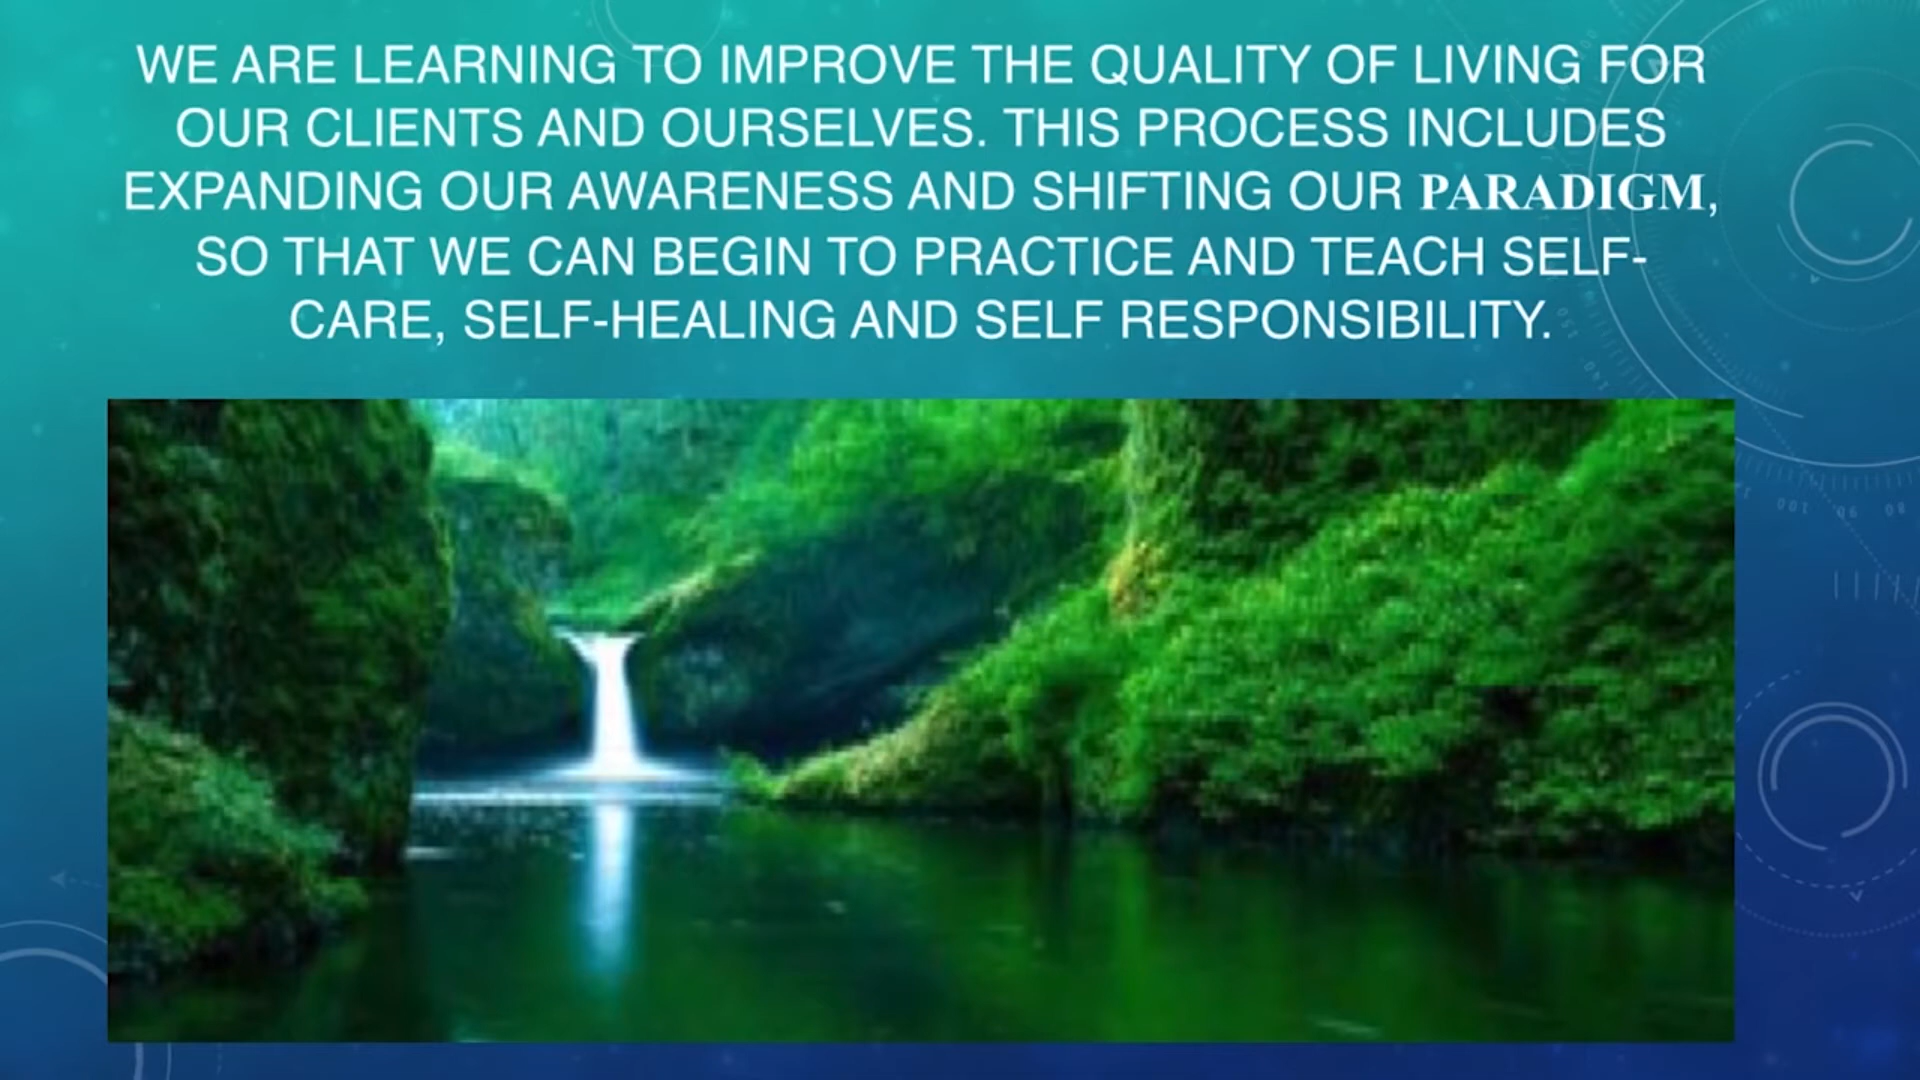 WE ARE LEARNING TO IMPROVE THE QUALITY OF LIVING FOR
OUR CLIENTS AND OURSELVES. THIS PROCESS INCLUDES
EXPANDING OUR AWARENESS AND SHIFTING OUR PARADIGM,
SO THAT WE CAN BEGIN TO PRACTICE AND TEACH SELF-
CARE, SELF-HEALING AND SELF RESPONSIBILITY.